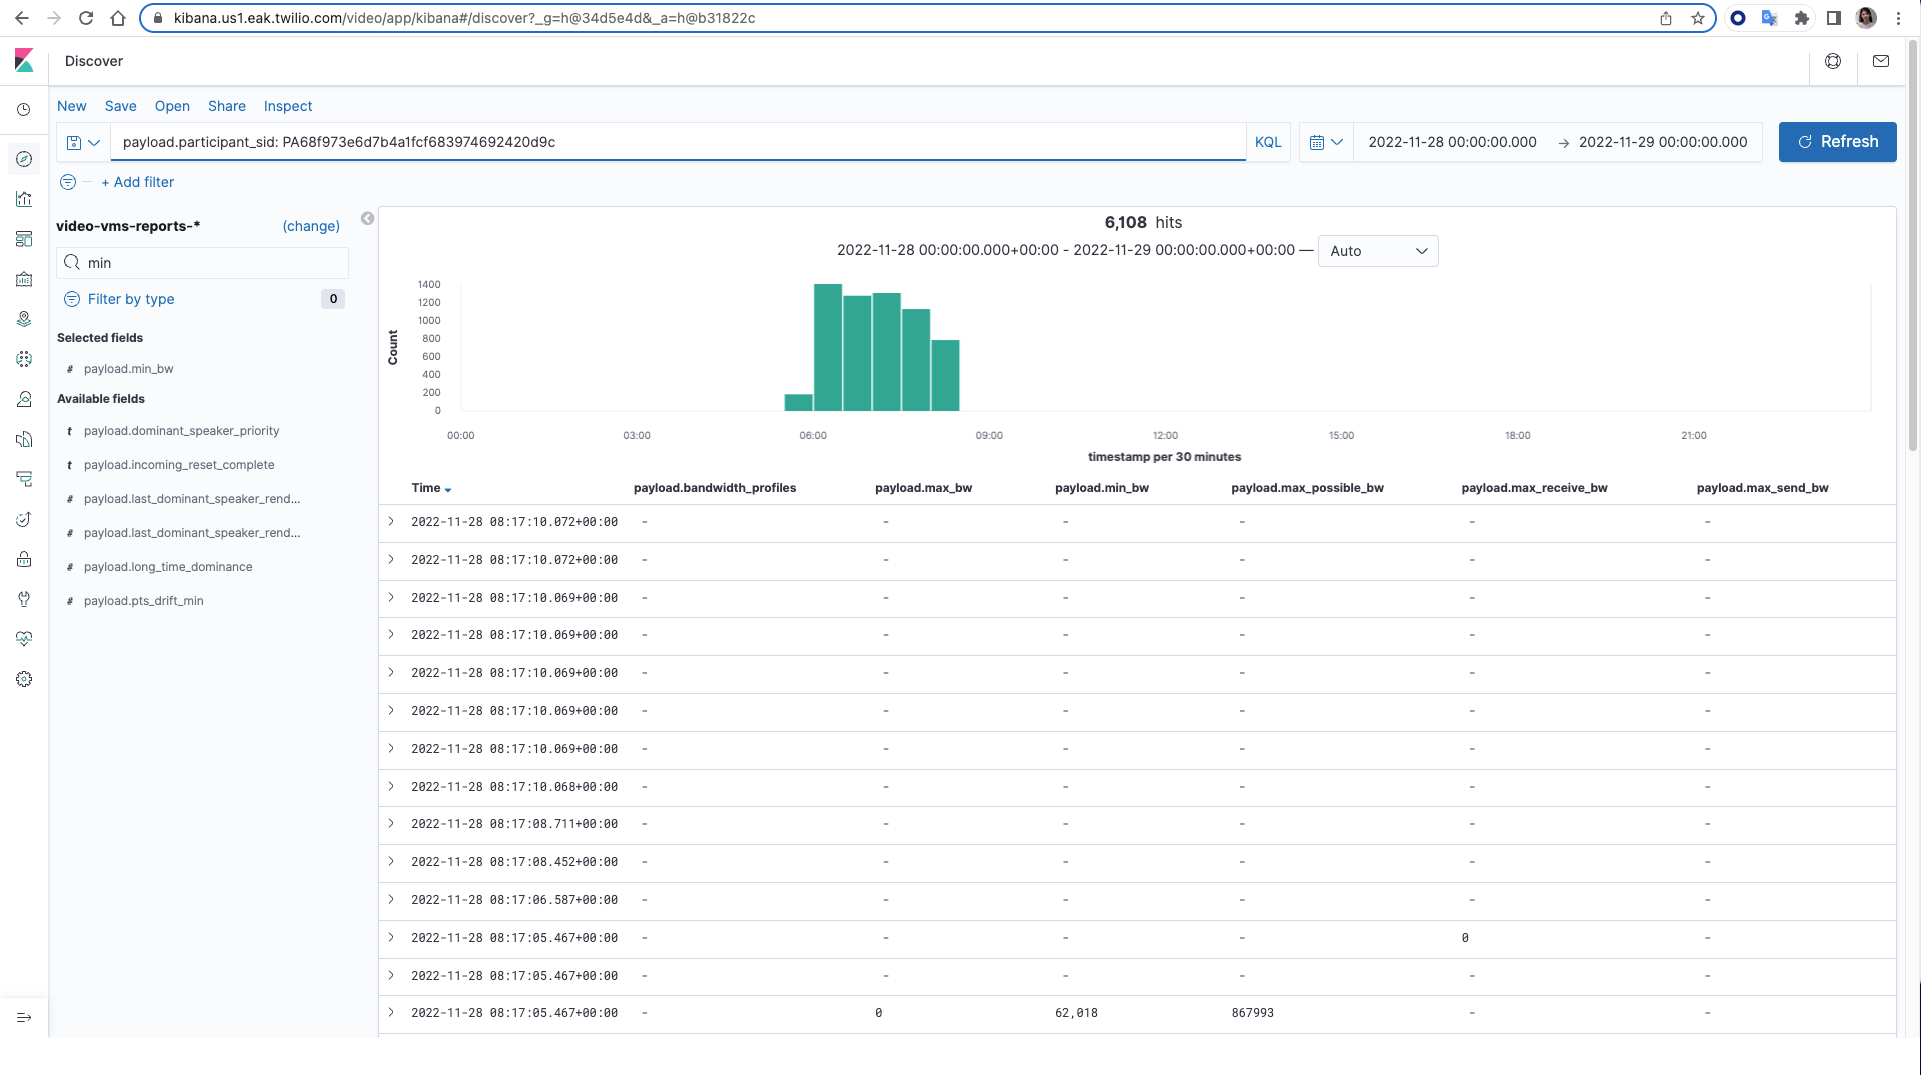 kibana.us1.eak.twilio.com/video/app/kibana#/discover?_g=h@34d5e4d&_a=h@b31822c
Discover
New Save Open Share Inspect
payload.participant_sid: PA68f973e6d7b4a1fcf683974692420d9c KQL 2022-11-28 00:00:00.000 → 2022-11-29 00:00:00.000 Refresh
+ Add filter
video-vms-reports-* (change)
min
Filter by type 0
Selected fields
# payload.min_bw
Available fields
t payload.dominant_speaker_priority
t payload.incoming_reset_complete
# payload.last_dominant_speaker_rend...
# payload.last_dominant_speaker_rend...
# payload.long_time_dominance
# payload.pts_drift_min
6,108 hits
2022-11-28 00:00:00.000+00:00 - 2022-11-29 00:00:00.000+00:00 — Auto
Count
1400
1200
1000
800
600
400
200
0
00:00 03:00 06:00 09:00 12:00 15:00 18:00 21:00
timestamp per 30 minutes
Time payload.bandwidth_profiles payload.max_bw payload.min_bw payload.max_possible_bw payload.max_receive_bw payload.max_send_bw
2022-11-28 08:17:10.072+00:00 - - - - - -
2022-11-28 08:17:10.072+00:00 - - - - - -
2022-11-28 08:17:10.069+00:00 - - - - - -
2022-11-28 08:17:10.069+00:00 - - - - - -
2022-11-28 08:17:10.069+00:00 - - - - - -
2022-11-28 08:17:10.069+00:00 - - - - - -
2022-11-28 08:17:10.069+00:00 - - - - - -
2022-11-28 08:17:10.068+00:00 - - - - - -
2022-11-28 08:17:08.711+00:00 - - - - - -
2022-11-28 08:17:08.452+00:00 - - - - - -
2022-11-28 08:17:06.587+00:00 - - - - - -
2022-11-28 08:17:05.467+00:00 - - - - 0 -
2022-11-28 08:17:05.467+00:00 - - - - - -
2022-11-28 08:17:05.467+00:00 - 0 62,018 867993 - -